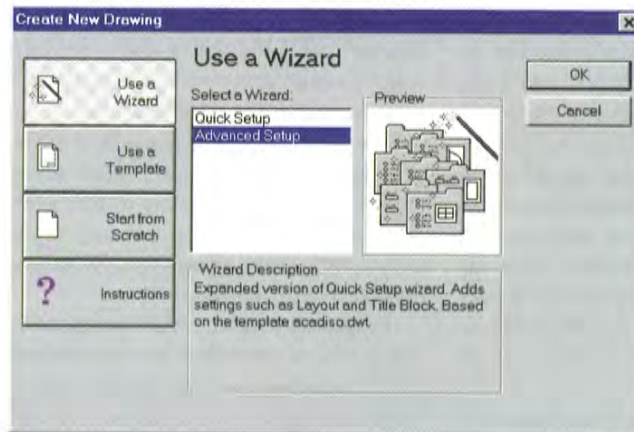 Create New Drawing
Use a
Wizard
Use a
Template
Start from
Scratch
Instructions
Use a Wizard
Select a Wizard:
Quick Setup
Advanced Setup
Preview
Wizard Description
Expanded version of Quick Setup wizard. Adds
settings such as Layout and Title Block. Based
on the template acadiso.dwt.
OK
Cancel